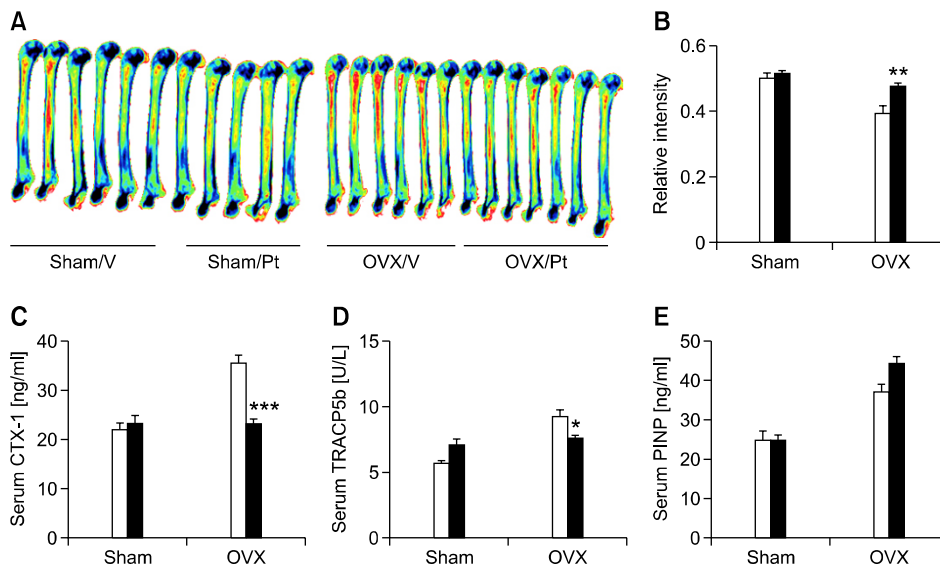 A
Sham/V
Sham/Pt
OVX/V
OVX/Pt
B
Relative intensity
0.6
0.4
0.2
0
**
Sham
OVX
C
Serum CTX-1 [ng/ml]
40
30
20
10
0
***
Sham
OVX
D
Serum TRACP5b [U/L]
15
10
5
0
*
Sham
OVX
E
Serum PINP [ng/ml]
50
40
30
20
10
0
Sham
OVX